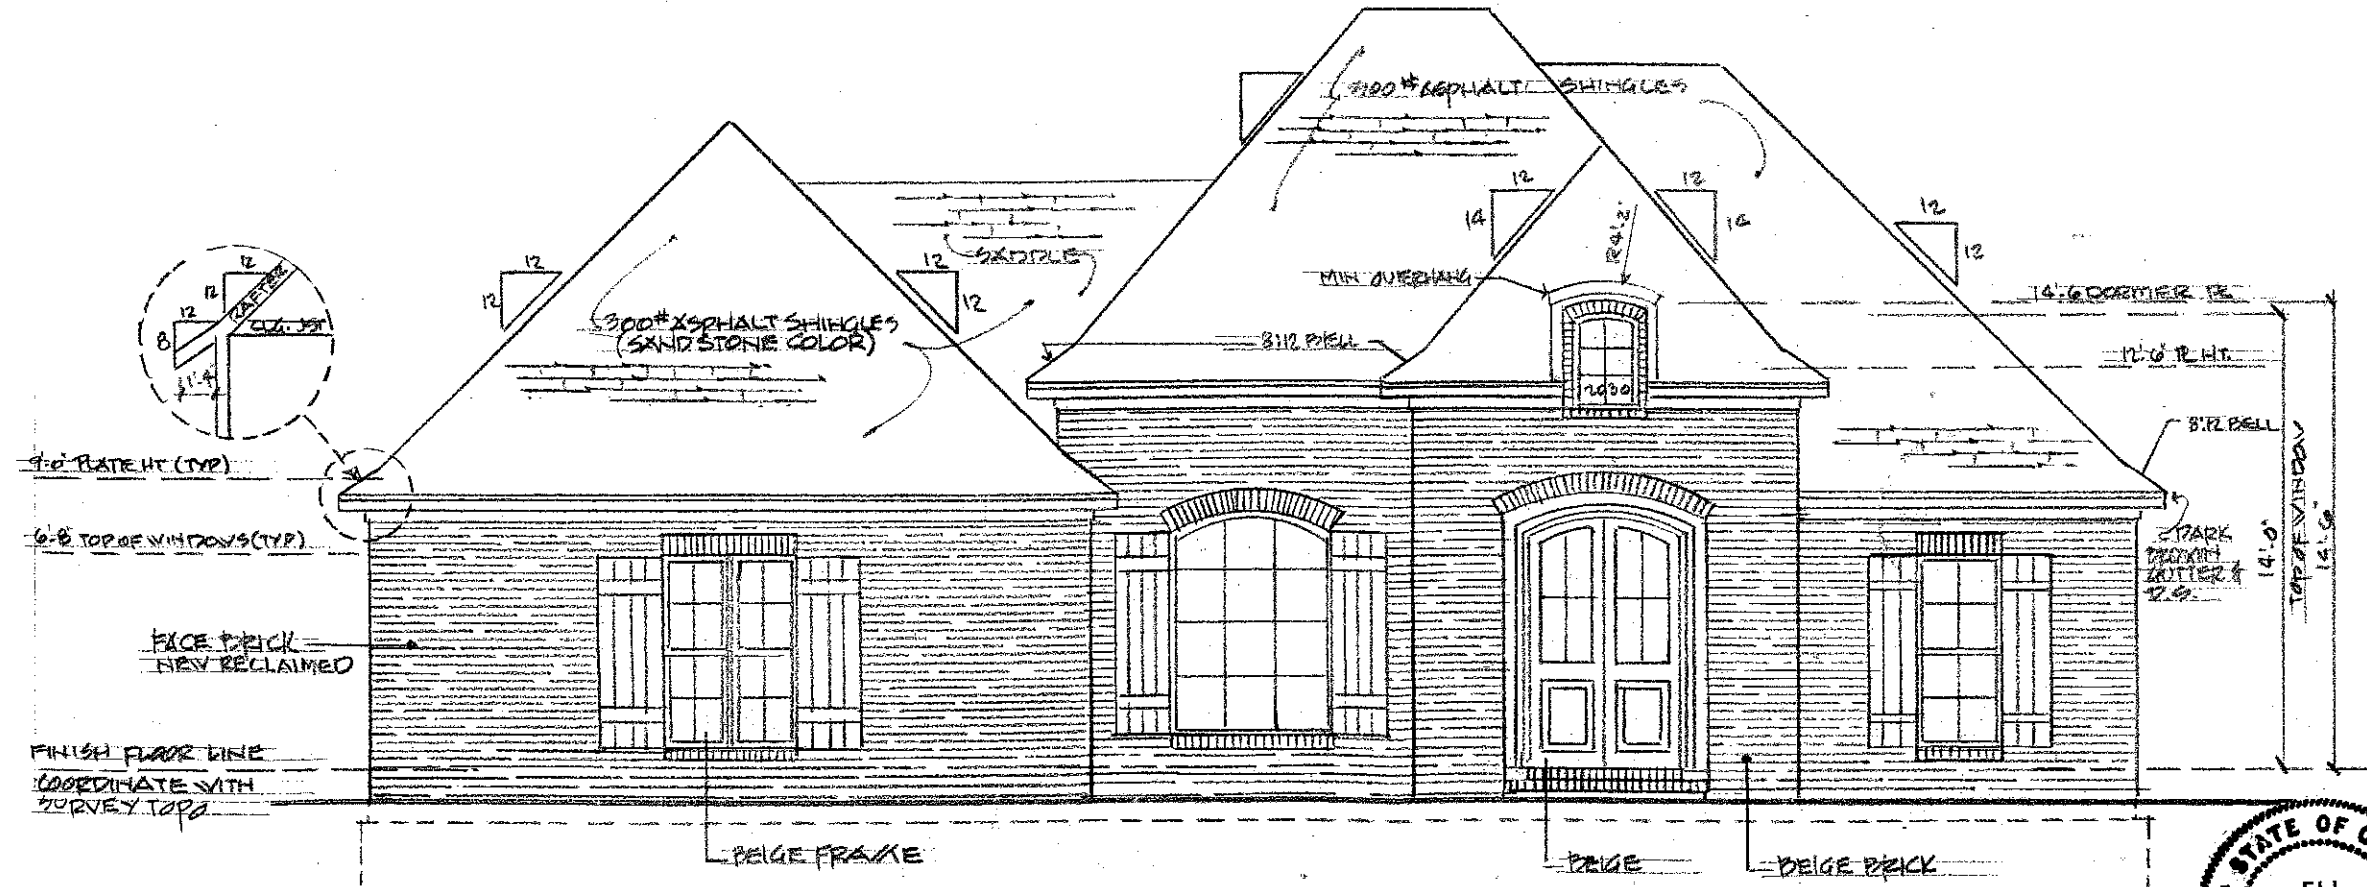 300# ASPHALT SHINGLES
12
14
12
14
12
12
R4'-2"
SADDLE
MIN OVERHANG
14'-6" DORMER PL
12
12
12
12
12
12
RAFTER
CLG. JST
12
8
1'-4"
300# ASPHALT SHINGLES
(SAND STONE COLOR)
8:12 BELL
12'-6" PL HT.
2030
8:12 BELL
9'-0" PLATE HT (TYP)
6'-8" TOP OF WINDOWS (TYP)
DARK
BROWN
GUTTER &
D.S.
14'-0"
TOP OF WINDOW
14'-6"
FACE BRICK
NEW RECLAIMED
FINISH FLOOR LINE
COORDINATE WITH
SURVEY TOPO
BEIGE FRAME
BEIGE
BEIGE BRICK
STATE OF